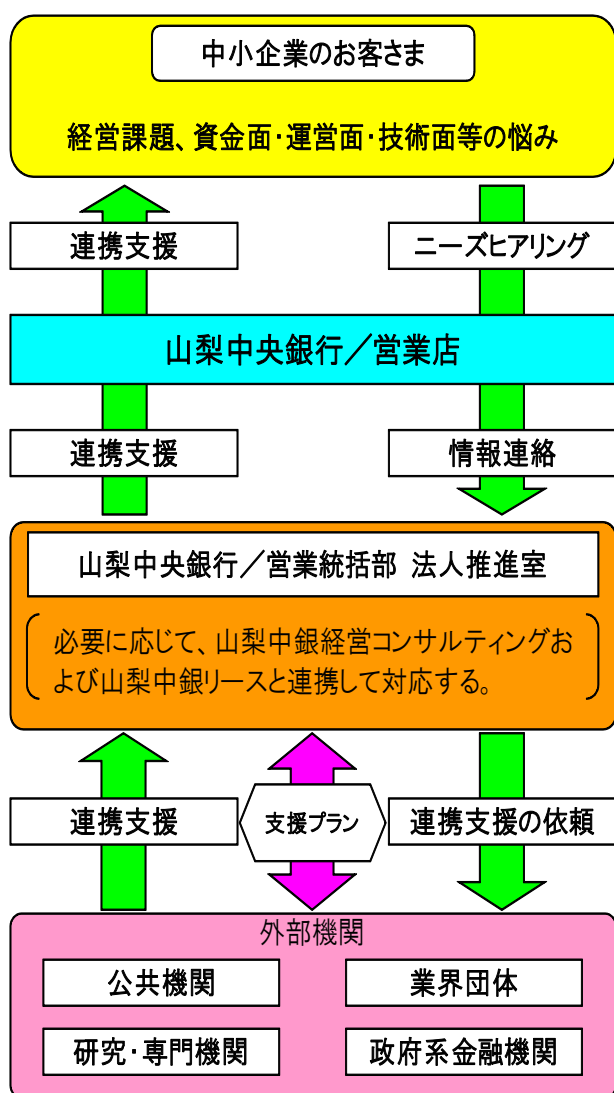 中小企業のお客さま
経営課題、資金面・運営面・技術面等の悩み
連携支援
ニーズヒアリング
山梨中央銀行／営業店
連携支援
情報連絡
山梨中央銀行／営業統括部 法人推進室
必要に応じて、山梨中銀経営コンサルティングお
よび山梨中銀リースと連携して対応する。
連携支援
支援プラン
連携支援の依頼
外部機関
公共機関
業界団体
研究・専門機関
政府系金融機関